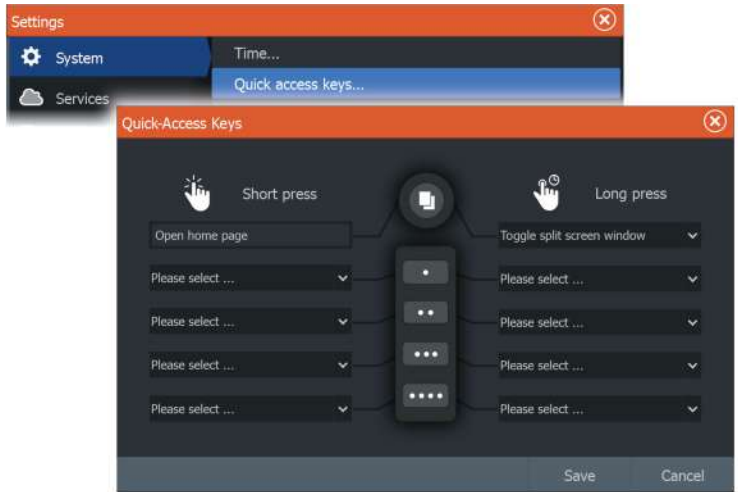 Settings
System
Time...
Quick access keys...
Services
Quick-Access Keys
Short press
Long press
Open home page
Toggle split screen window
Please select ...
Please select ...
Please select ...
Please select ...
Please select ...
Please select ...
Please select ...
Please select ...
Save
Cancel